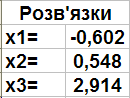 Розв'язки
x1= -0,602
x2= 0,548
x3= 2,914